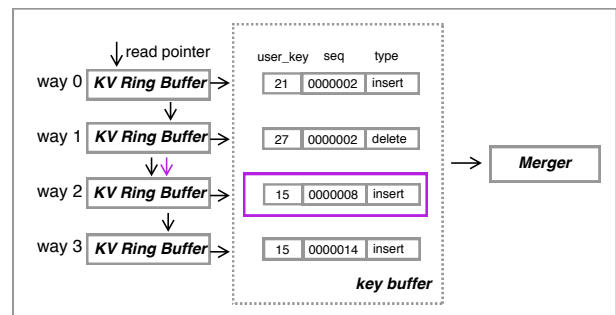 read pointer
user_key seq type
way 0 KV Ring Buffer 21 0000002 insert
way 1 KV Ring Buffer 27 0000002 delete
Merger
way 2 KV Ring Buffer 15 0000008 insert
way 3 KV Ring Buffer 15 0000014 insert
key buffer